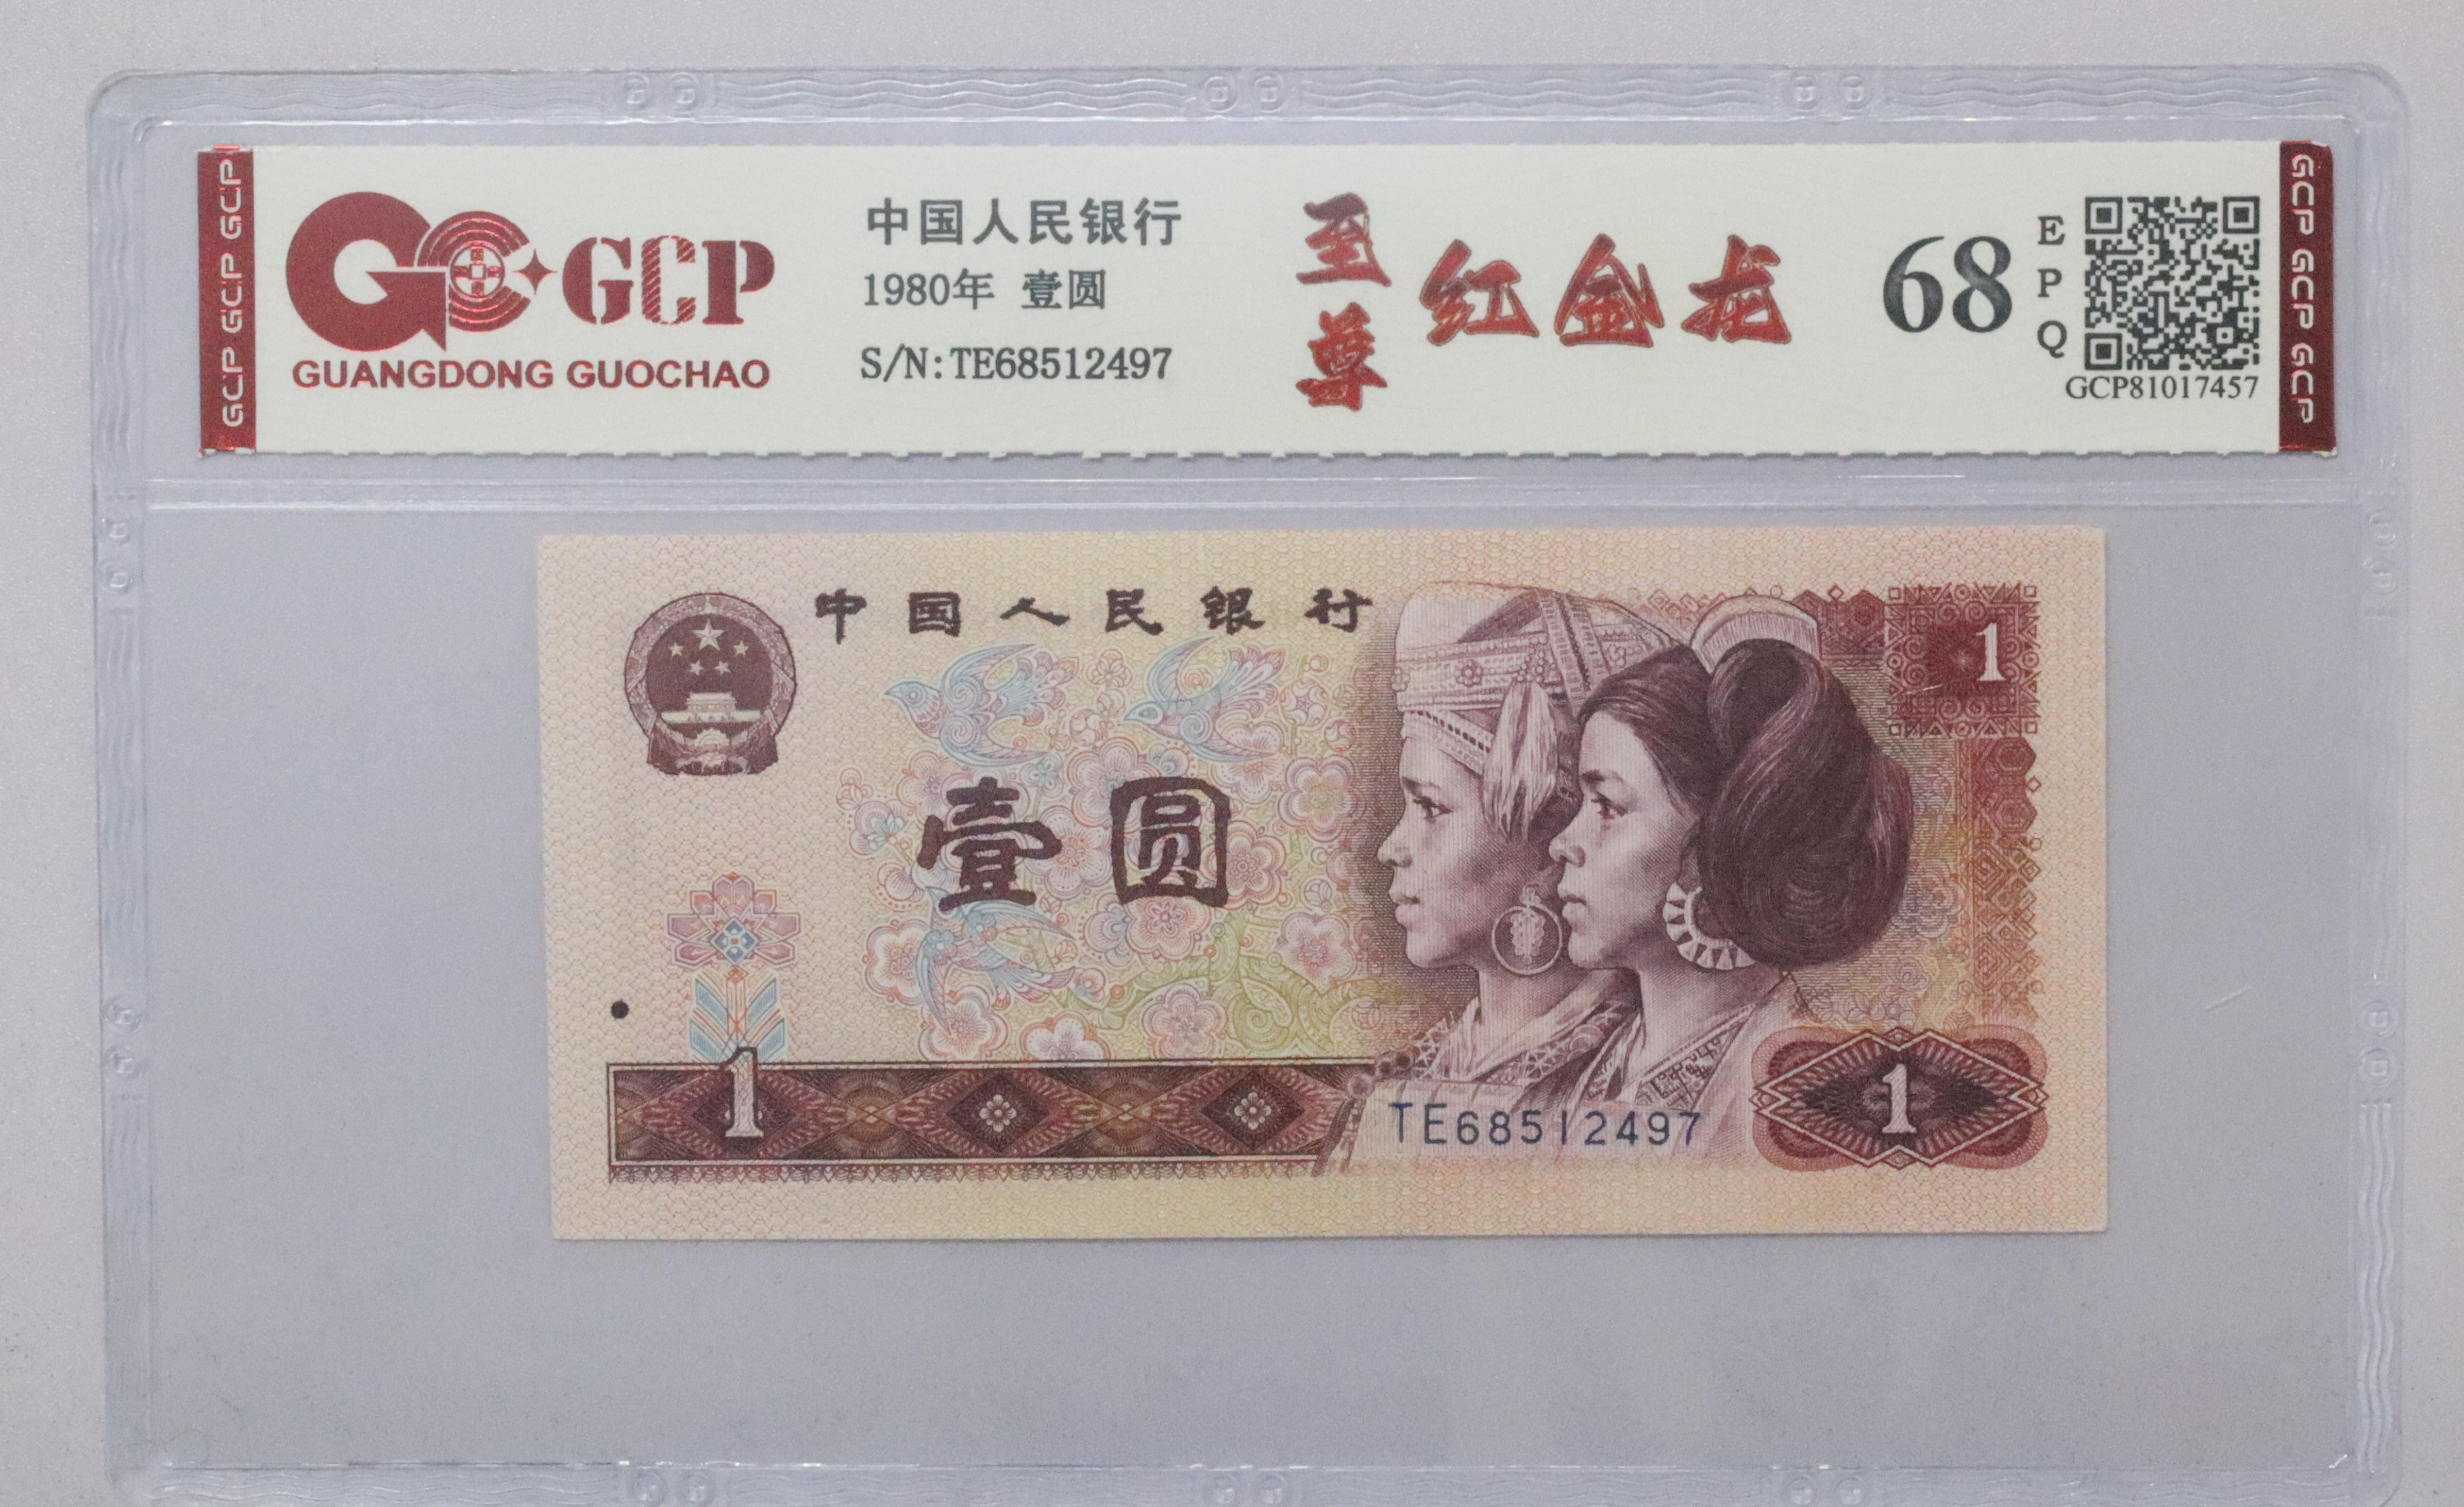 GCP GCP GCP
GCP
GUANGDONG GUOCHAO
中国人民银行
1980年 壹圆
S/N:TE68512497
至尊
红金龙
68
EPQ
GCP81017457
GCP GCP GCP
中国人民银行
1
壹圆
1
TE68512497
1